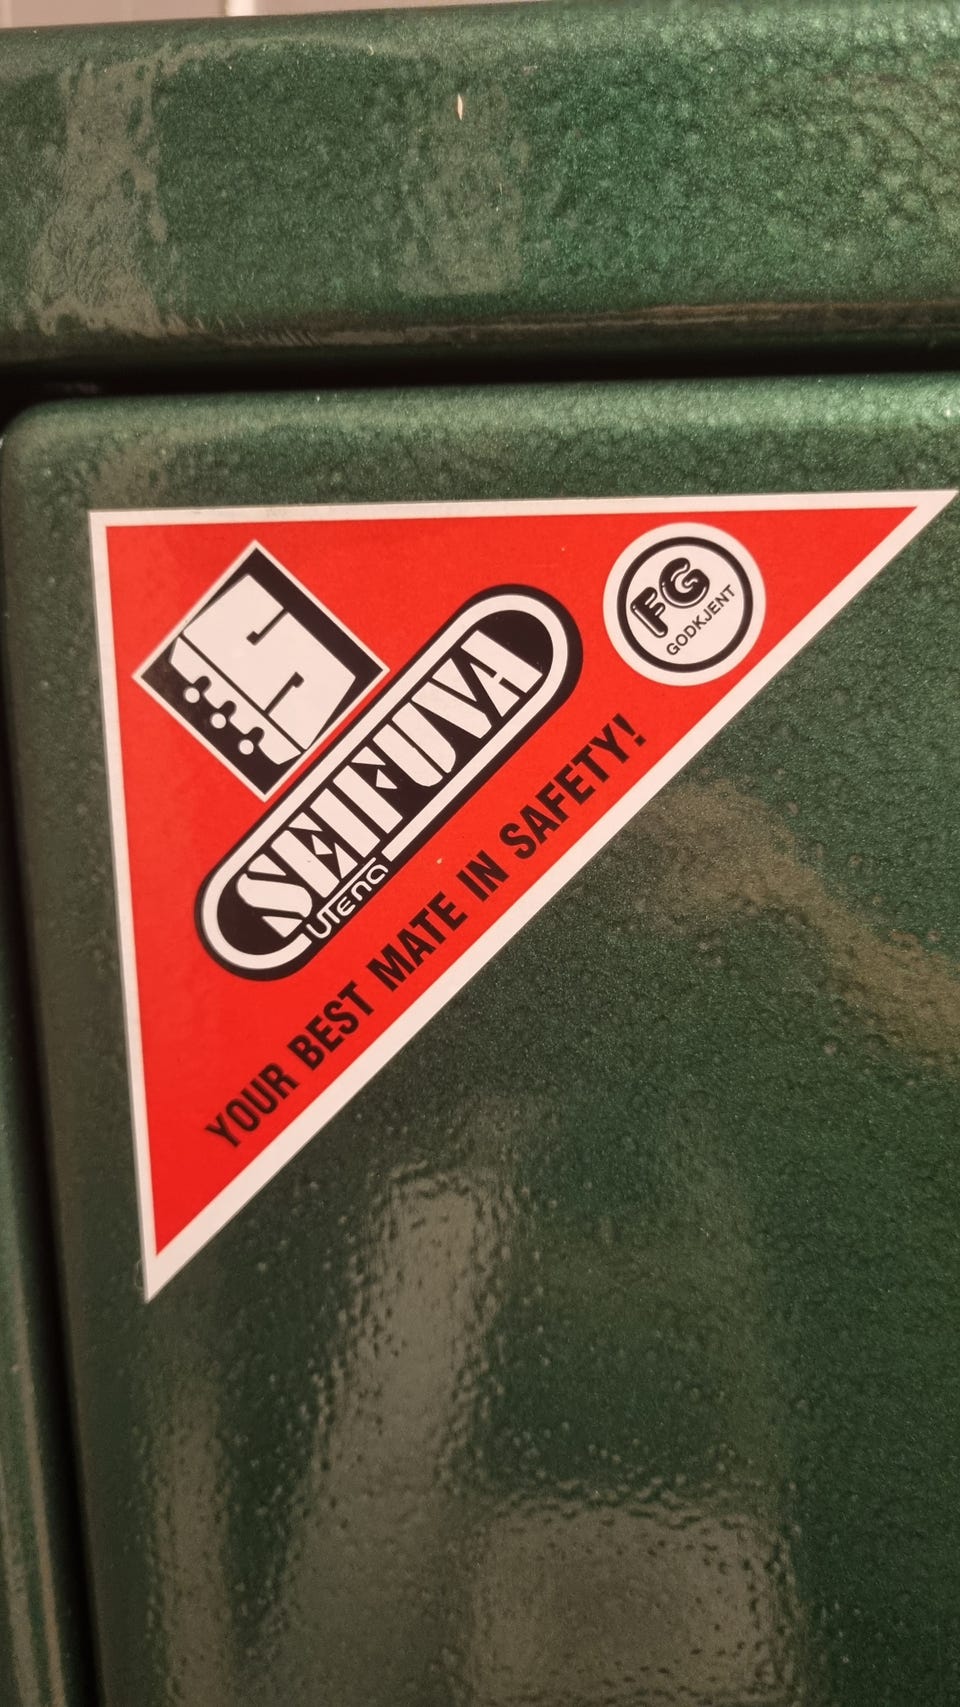 SEIFUVA
UTENA
FG
GODKJENT
YOUR BEST MATE IN SAFETY!